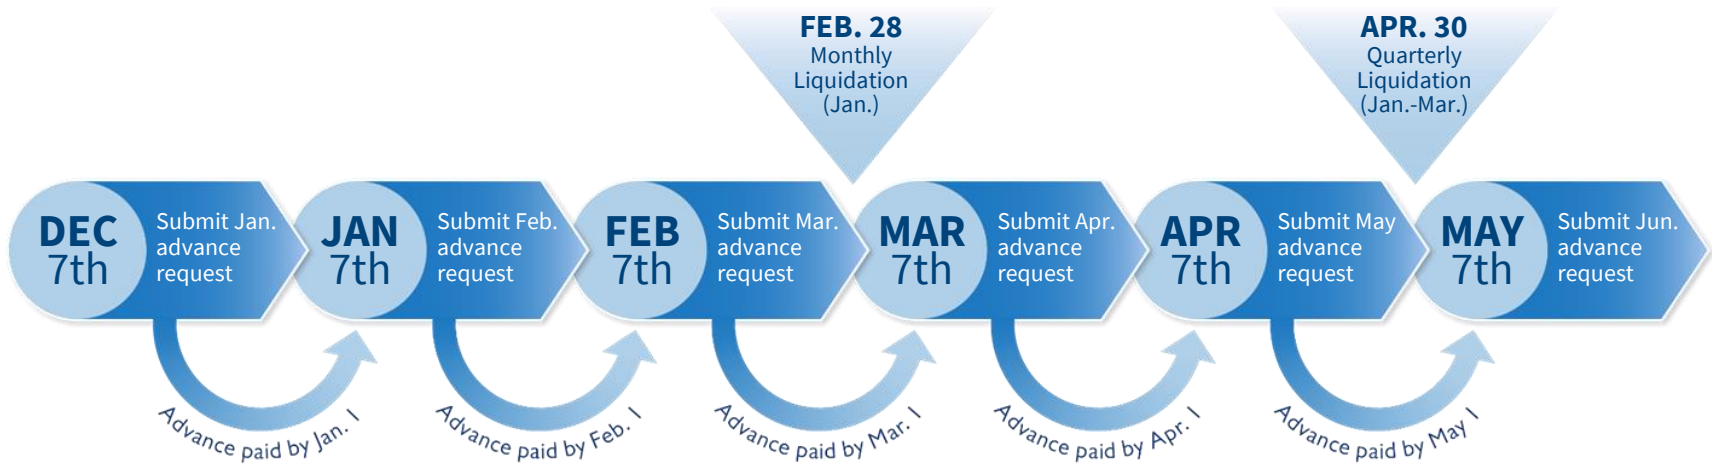 FEB. 28
Monthly
Liquidation
(Jan.)
APR. 30
Quarterly
Liquidation
(Jan.-Mar.)
DEC
7th
Submit Jan.
advance
request
JAN
7th
Submit Feb.
advance
request
FEB
7th
Submit Mar.
advance
request
MAR
7th
Submit Apr.
advance
request
APR
7th
Submit May
advance
request
MAY
7th
Submit Jun.
advance
request
Advance paid by Jan. 1
Advance paid by Feb. 1
Advance paid by Mar. 1
Advance paid by Apr. 1
Advance paid by May 1